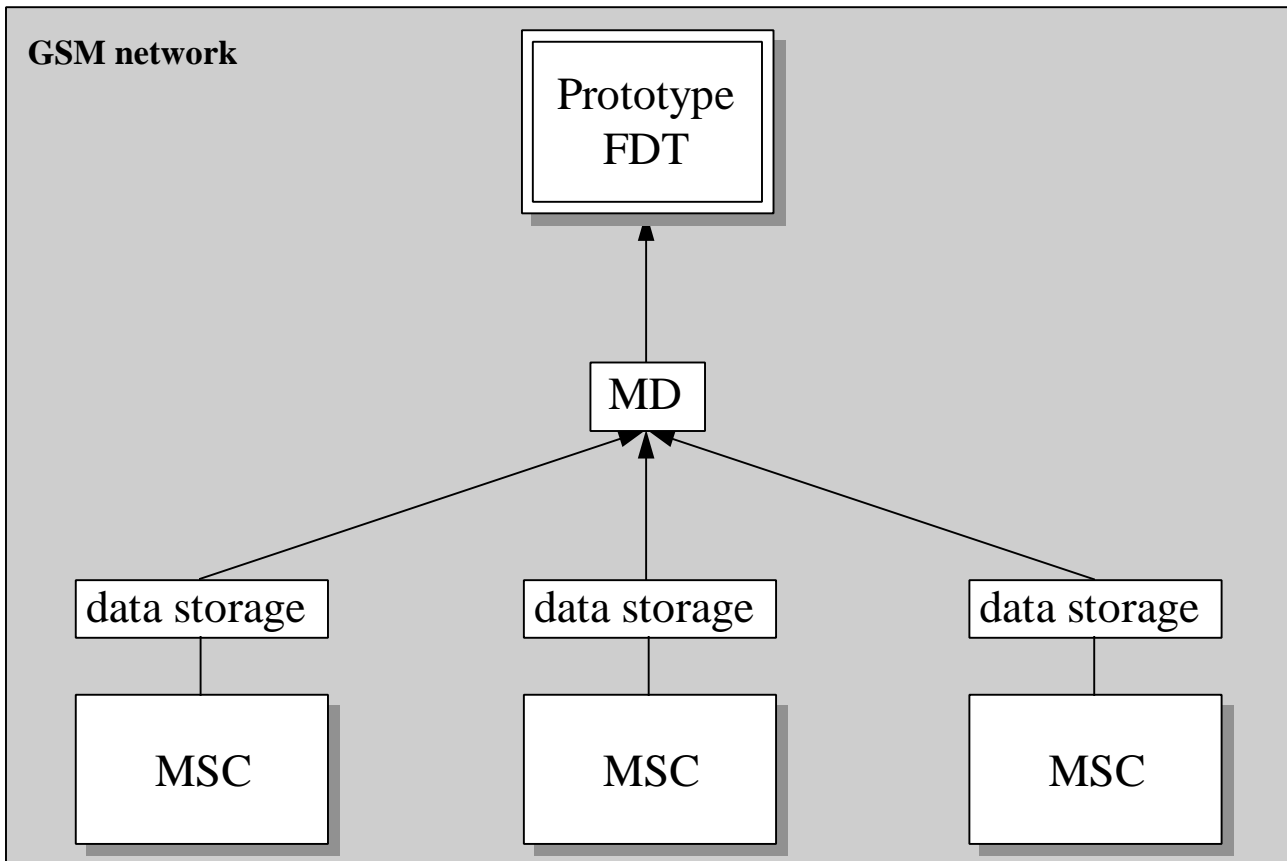 GSM network
Prototype
FDT
MD
data storage
data storage
data storage
MSC
MSC
MSC